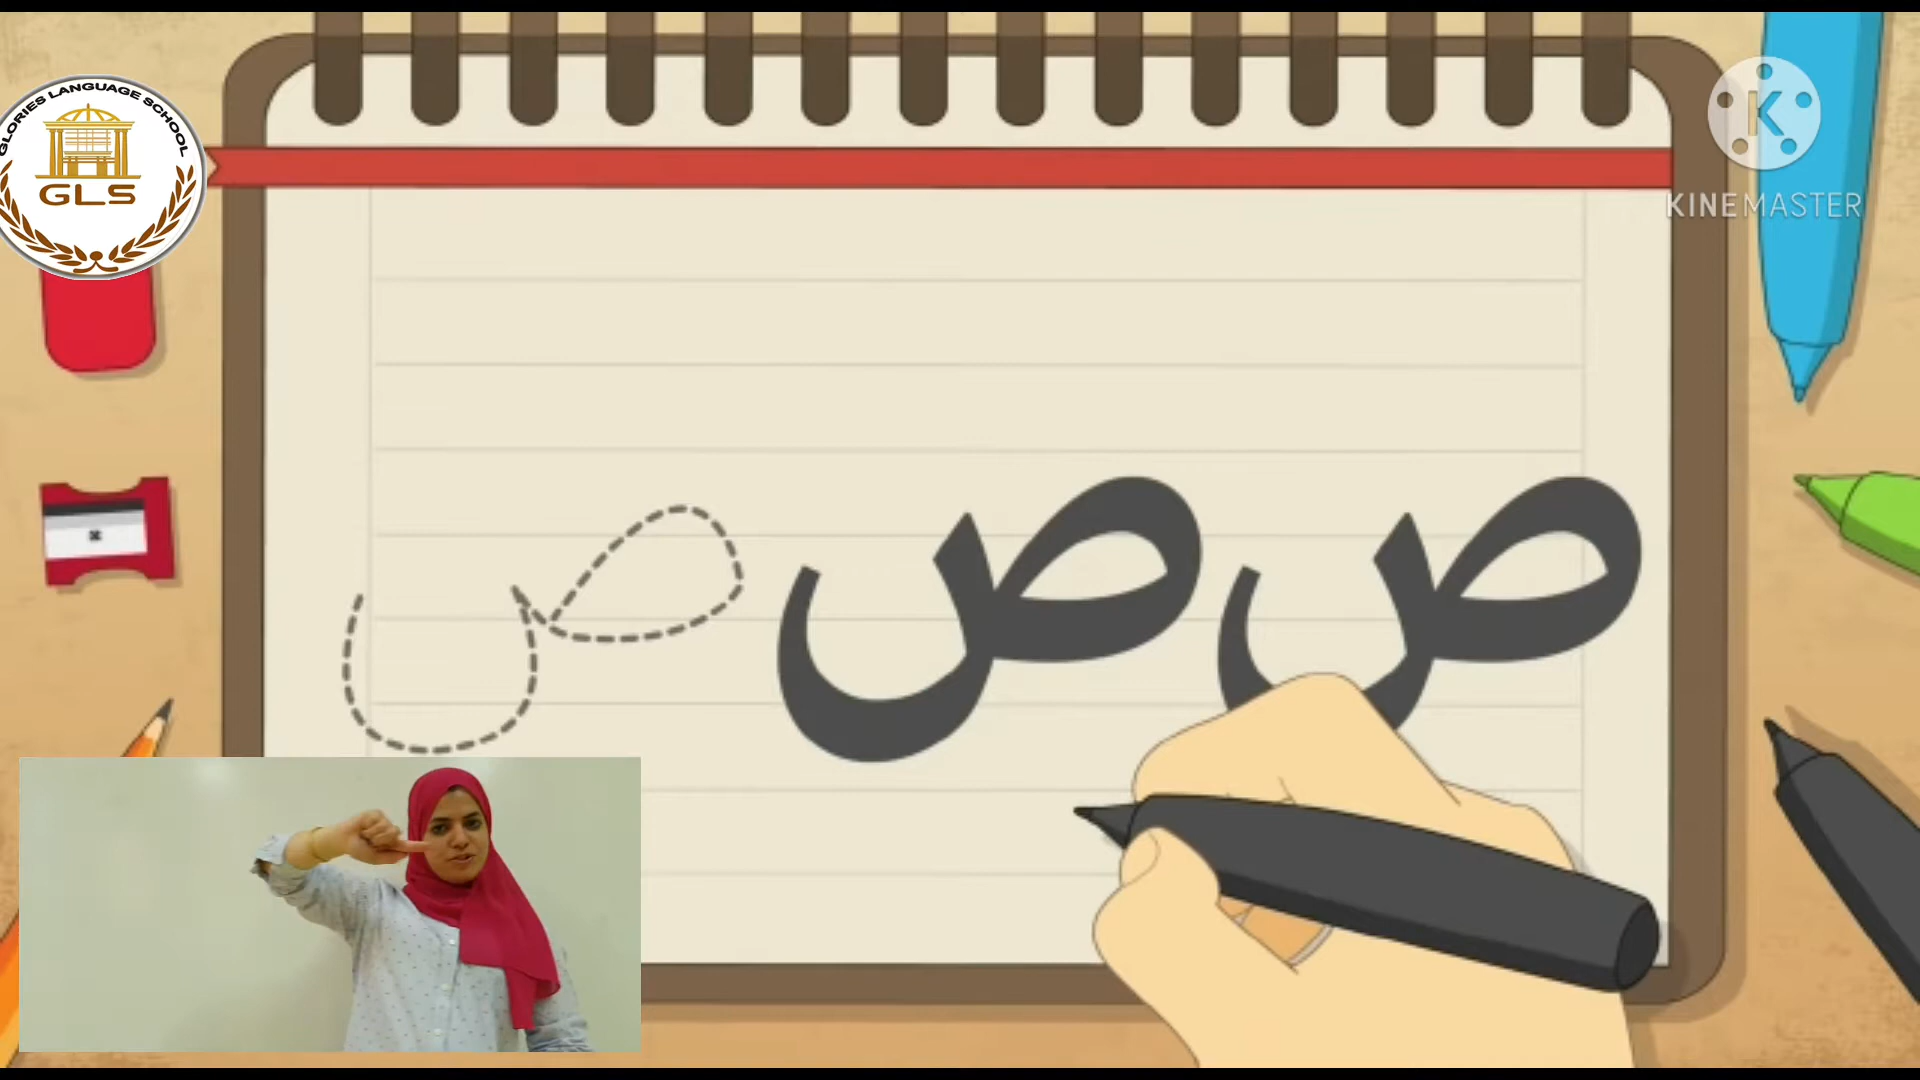 GLORIES LANGUAGE SCHOOL
GLS
K
KINEMASTER
ص ص ص